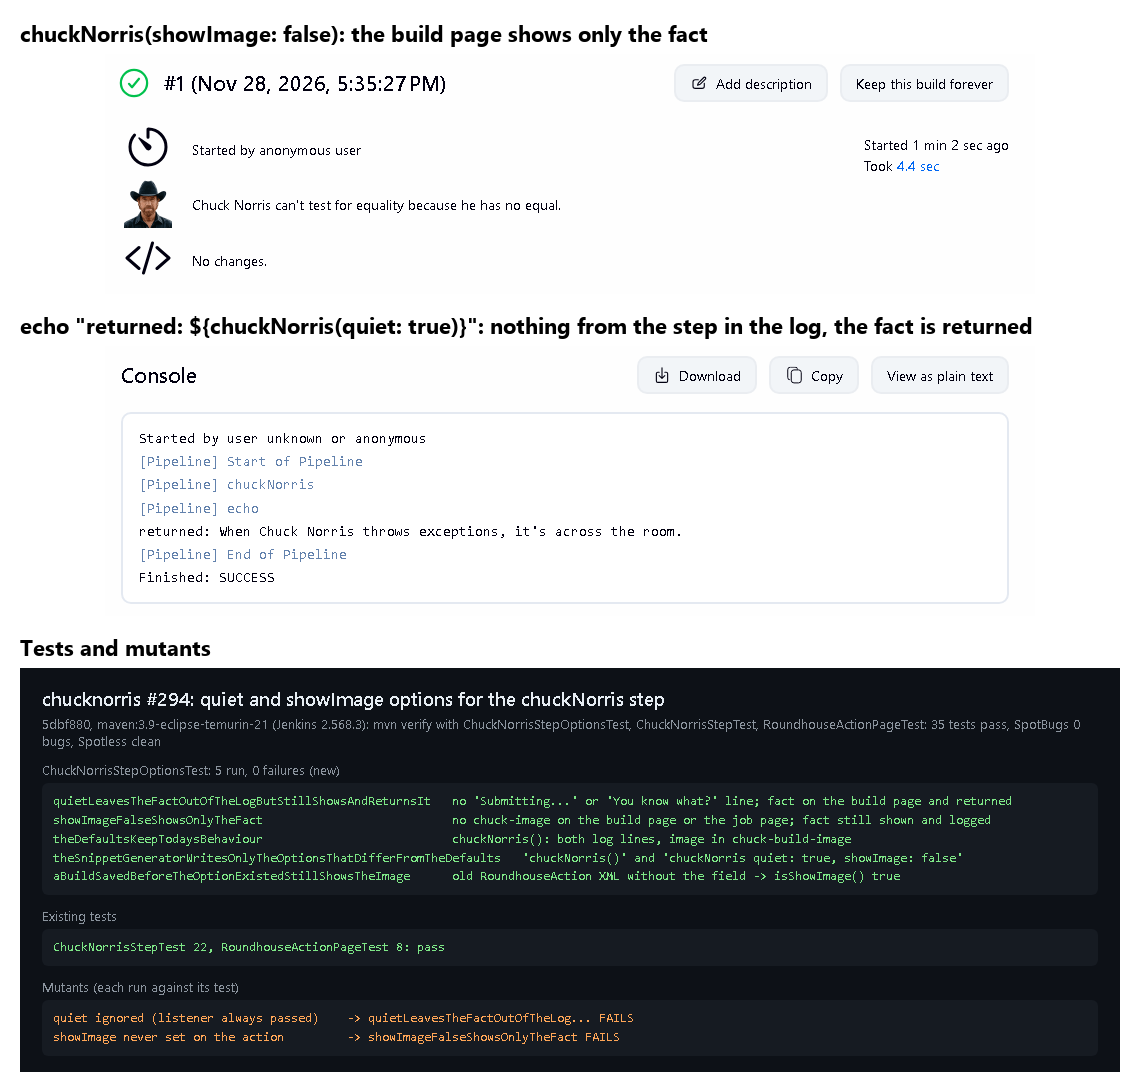 chuckNorris(showImage: false): the build page shows only the fact
#1 (Nov 28, 2026, 5:35:27 PM)
Add description
Keep this build forever
Started by anonymous user
Started 1 min 2 sec ago
Took 4.4 sec
Chuck Norris can't test for equality because he has no equal.
No changes.
echo "returned: ${chuckNorris(quiet: true)}": nothing from the step in the log, the fact is returned
Console
Download
Copy
View as plain text
Started by user unknown or anonymous
[Pipeline] Start of Pipeline
[Pipeline] chuckNorris
[Pipeline] echo
returned: When Chuck Norris throws exceptions, it's across the room.
[Pipeline] End of Pipeline
Finished: SUCCESS
Tests and mutants
chucknorris #294: quiet and showImage options for the chuckNorris step
5dbf880, maven:3.9-eclipse-temurin-21 (Jenkins 2.568.3): mvn verify with ChuckNorrisStepOptionsTest, ChuckNorrisStepTest, RoundhouseActionPageTest: 35 tests pass, SpotBugs 0
bugs, Spotless clean
ChuckNorrisStepOptionsTest: 5 run, 0 failures (new)
quietLeavesTheFactOutOfTheLogButStillShowsAndReturnsIt no 'Submitting...' or 'You know what?' line; fact on the build page and returned
showImageFalseShowsOnlyTheFact no chuck-image on the build page or the job page; fact still shown and logged
theDefaultsKeepTodaysBehaviour chuckNorris(): both log lines, image in chuck-build-image
theSnippetGeneratorWritesOnlyTheOptionsThatDifferFromTheDefaults 'chuckNorris()' and 'chuckNorris quiet: true, showImage: false'
aBuildSavedBeforeTheOptionExistedStillShowsTheImage old RoundhouseAction XML without the field -> isShowImage() true
Existing tests
ChuckNorrisStepTest 22, RoundhouseActionPageTest 8: pass
Mutants (each run against its test)
quiet ignored (listener always passed) -> quietLeavesTheFactOutOfTheLog... FAILS
showImage never set on the action -> showImageFalseShowsOnlyTheFact FAILS